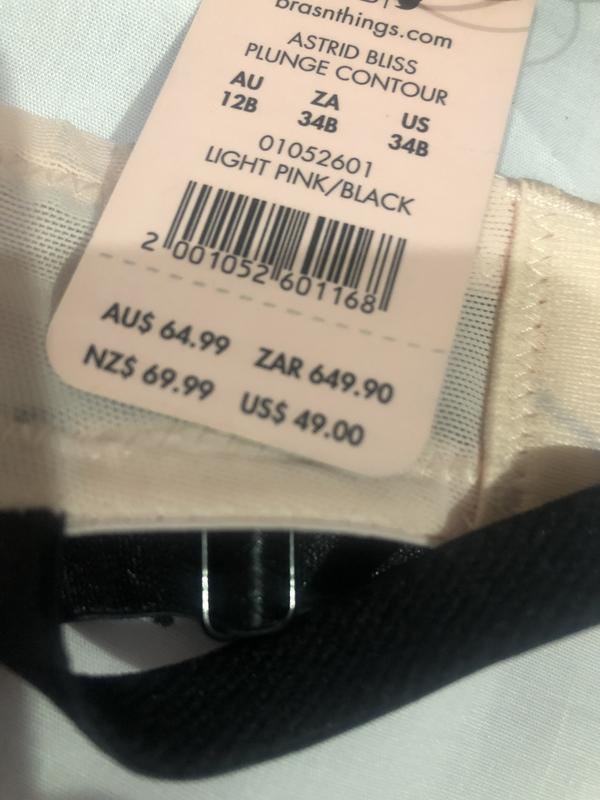 brasnthings.com
ASTRID BLISS
PLUNGE CONTOUR
AU ZA US
12B 34B 34B
01052601
LIGHT PINK/BLACK
2 001052 601168
AU$ 64.99 ZAR 649.90
NZ$ 69.99 US$ 49.00